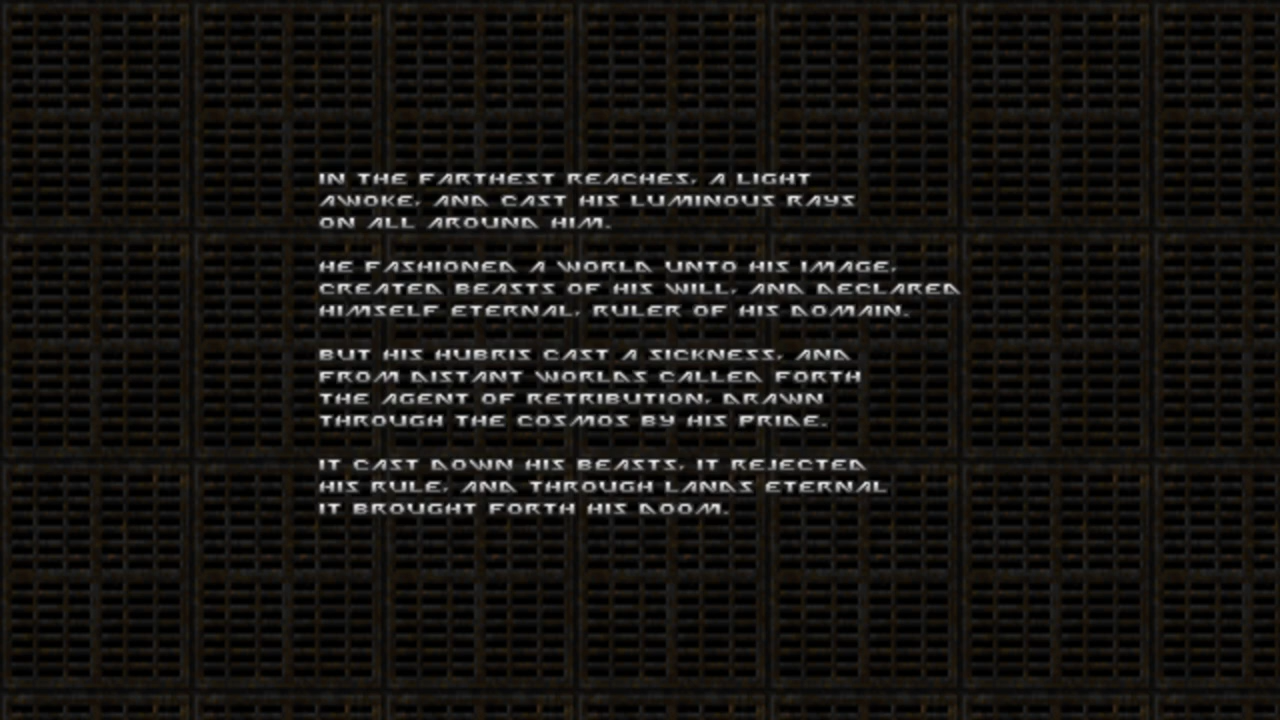 IN THE FARTHEST REACHES, A LIGHT
AWOKE, AND CAST HIS LUMINOUS RAYS
ON ALL AROUND HIM.
HE FASHIONED A WORLD UNTO HIS IMAGE,
CREATED BEASTS OF HIS WILL, AND DECLARED
HIMSELF ETERNAL, RULER OF HIS DOMAIN.
BUT HIS HUBRIS CAST A SICKNESS, AND
FROM DISTANT WORLDS CALLED FORTH
THE AGENT OF RETRIBUTION, DRAWN
THROUGH THE COSMOS BY HIS PRIDE.
IT CAST DOWN HIS BEASTS, IT REJECTED
HIS RULE, AND THROUGH LANDS ETERNAL
IT BROUGHT FORTH HIS DOOM.